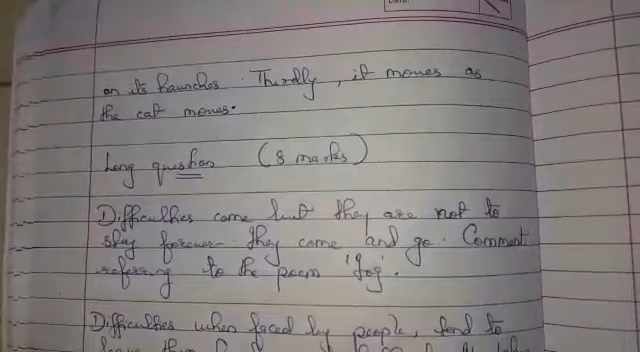 Date:
on its haunches. Thirdly, it moves as
the cat moves.
Long question (8 marks)
Difficulties come but they are not to
stay forever. They come and go. Comment
referring to the poem 'Fog'.
Difficulties when faced by people, tend to